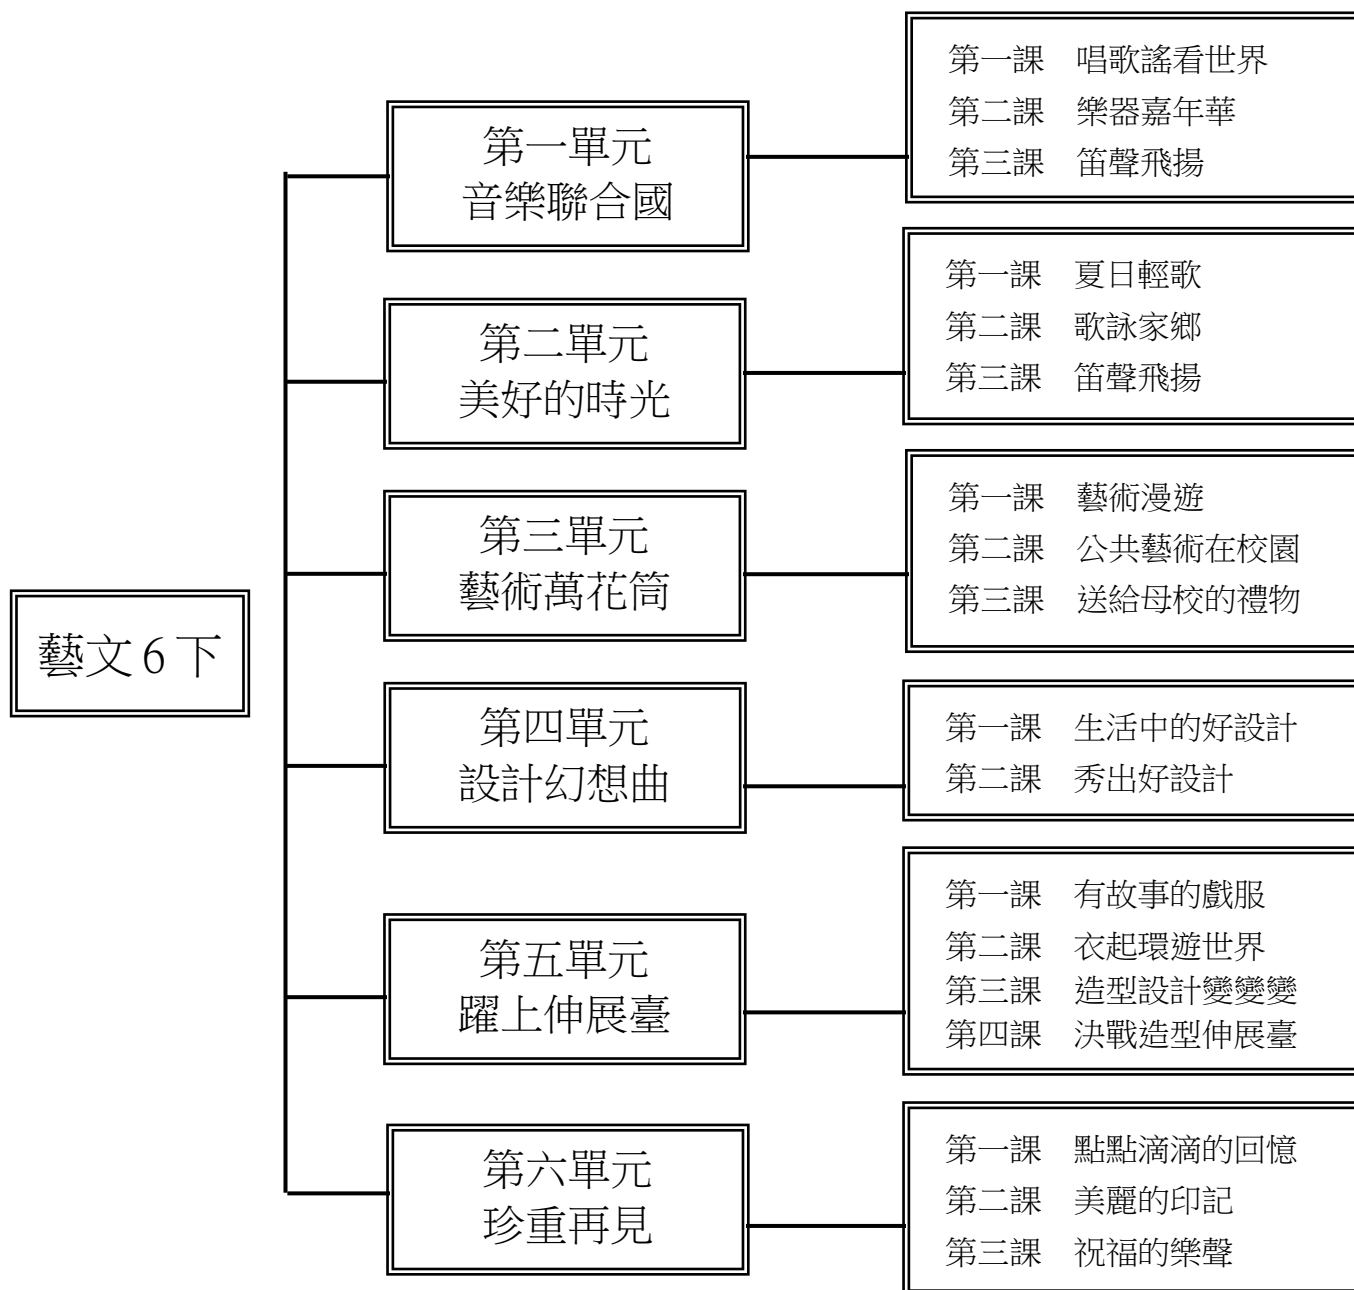 藝文6下
第一單元
音樂聯合國
第一課 唱歌謠看世界
第二課 樂器嘉年華
第三課 笛聲飛揚
第二單元
美好的時光
第一課 夏日輕歌
第二課 歌詠家鄉
第三課 笛聲飛揚
第三單元
藝術萬花筒
第一課 藝術漫遊
第二課 公共藝術在校園
第三課 送給母校的禮物
第四單元
設計幻想曲
第一課 生活中的好設計
第二課 秀出好設計
第五單元
躍上伸展臺
第一課 有故事的戲服
第二課 衣起環遊世界
第三課 造型設計變變變
第四課 決戰造型伸展臺
第六單元
珍重再見
第一課 點點滴滴的回憶
第二課 美麗的印記
第三課 祝福的樂聲